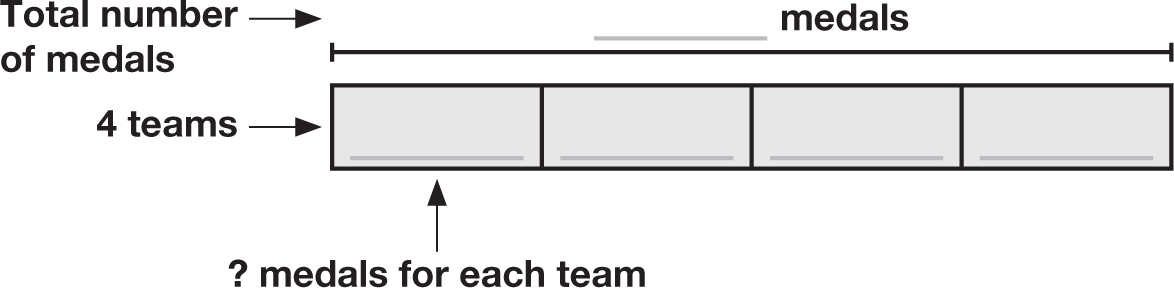 Total number
of medals
medals
4 teams
? medals for each team